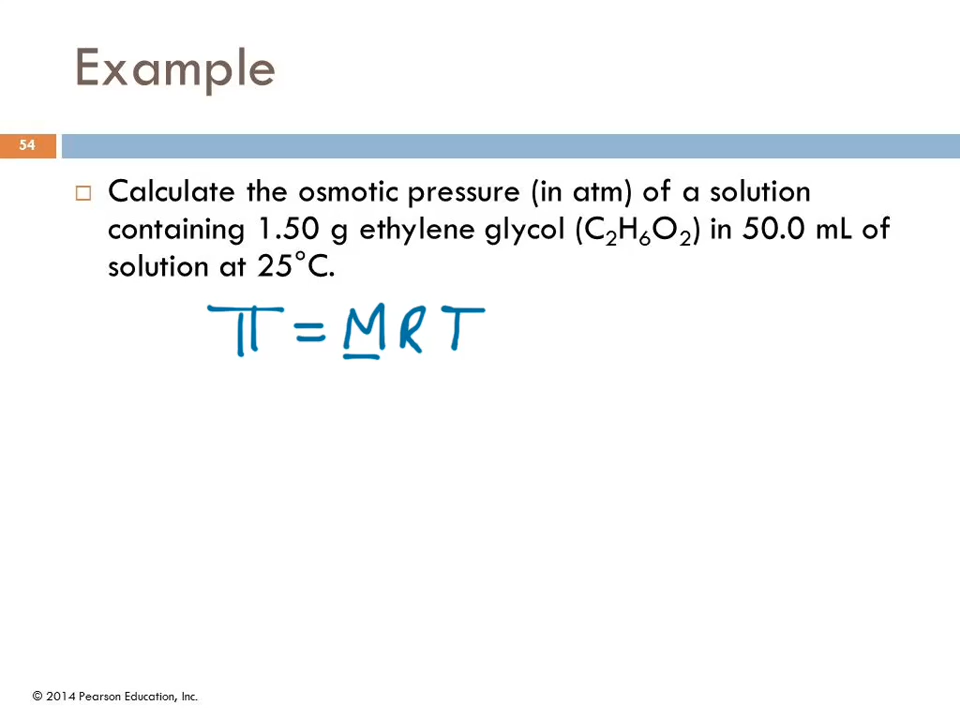 Example
54
Calculate the osmotic pressure (in atm) of a solution
containing 1.50 g ethylene glycol (C₂H₆O₂) in 50.0 mL of
solution at 25°C.
π = M R T
© 2014 Pearson Education, Inc.